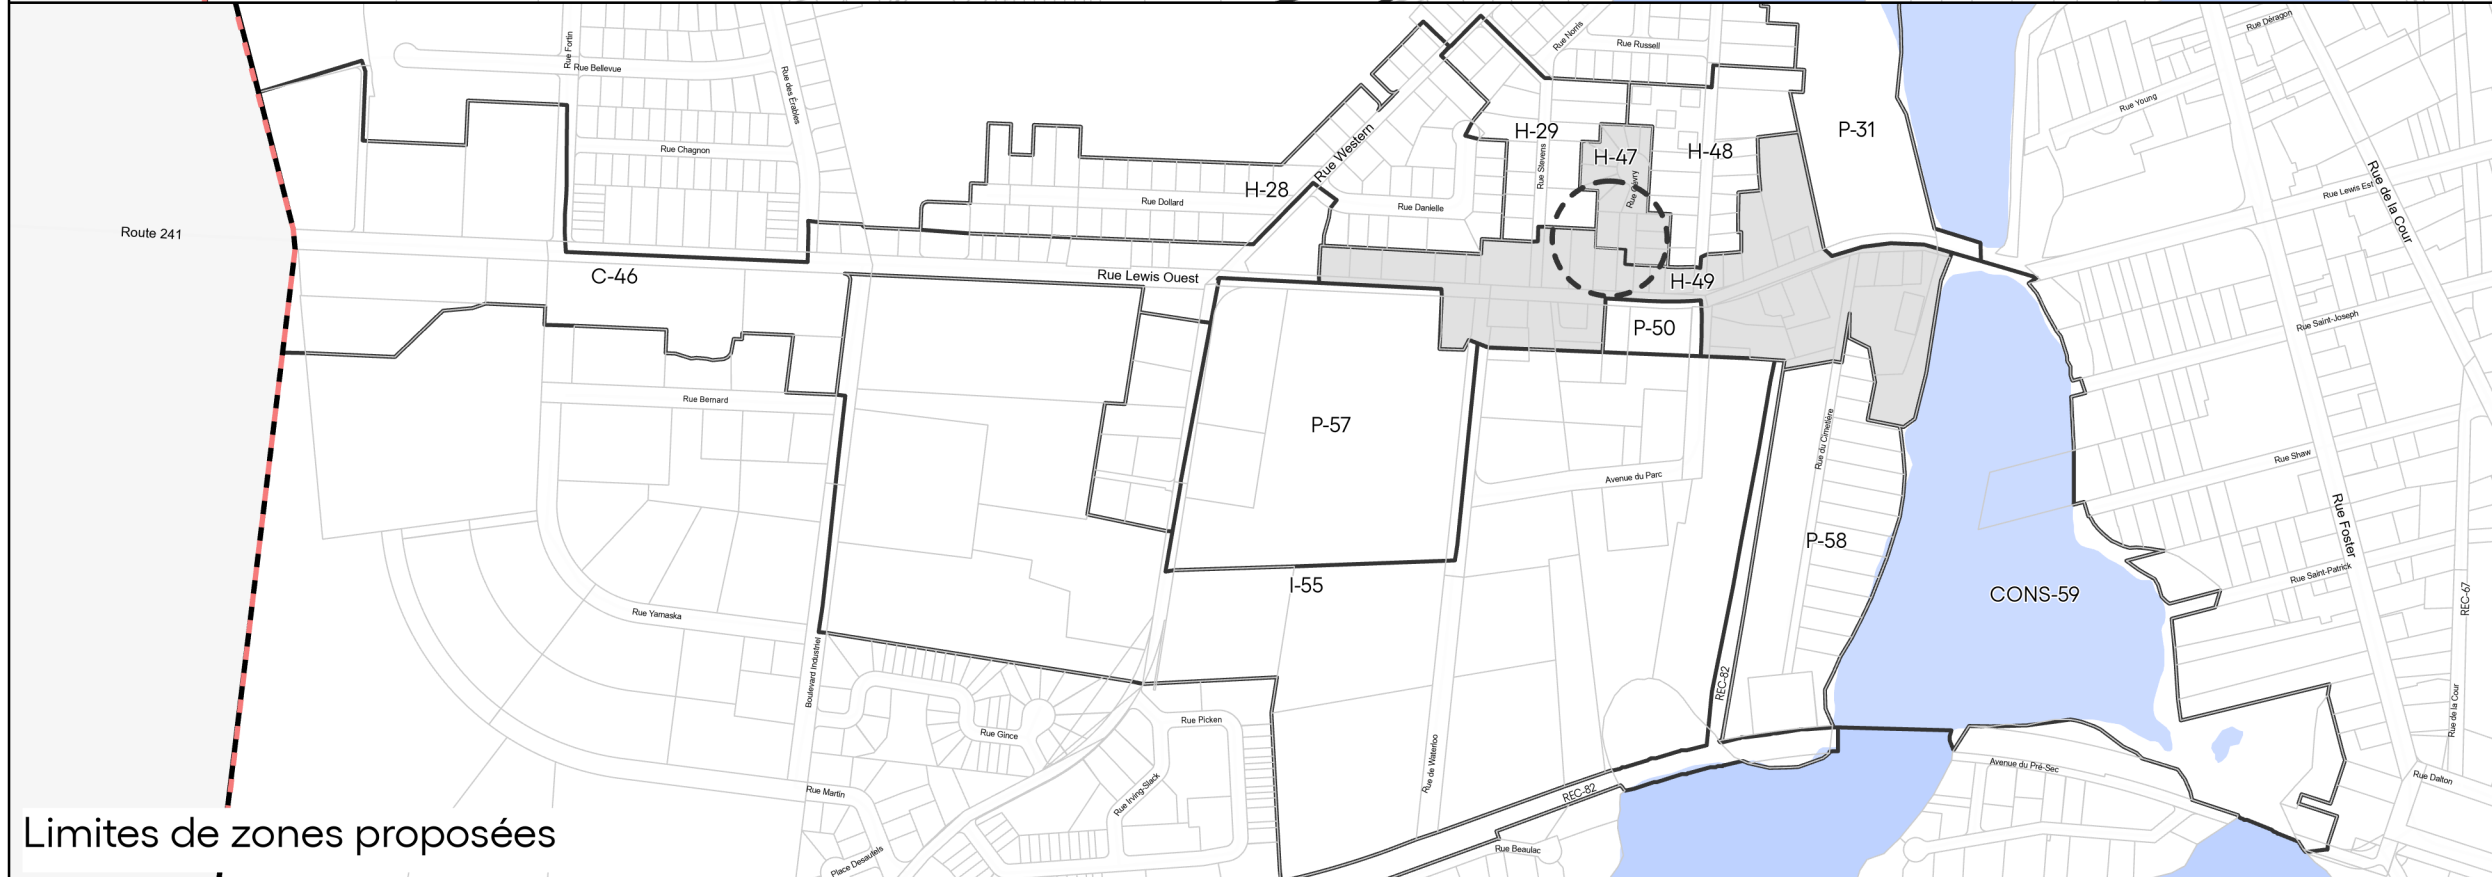 Rue Déragon
Rue Fortin
Rue Norris
Rue Russell
Rue Bellevue
Rue des Érables
Rue Young
P-31
H-29
Rue Western
Rue Chagnon
H-47
H-48
Rue Stevens
Rue de la Cour
H-28
Rue Lewis Est
Rue Dollard
Rue Danielle
Route 241
C-46
Rue Lewis Ouest
H-49
P-50
Rue Saint-Joseph
Rue Bernard
P-57
Rue du Cimetière
Rue Shaw
Avenue du Parc
Rue Foster
P-58
I-55
Rue Saint-Patrick
CONS-59
REC-67
Rue Yamaska
Boulevard Industriel
REC-82
Rue de la Cour
Rue Picken
Rue Gince
Rue de Waterloo
Avenue du Pré-Sec
Rue Dalton
Rue Martin
Rue Irving-Slack
REC-82
Limites de zones proposées
Place Desautels
Rue Beaulac